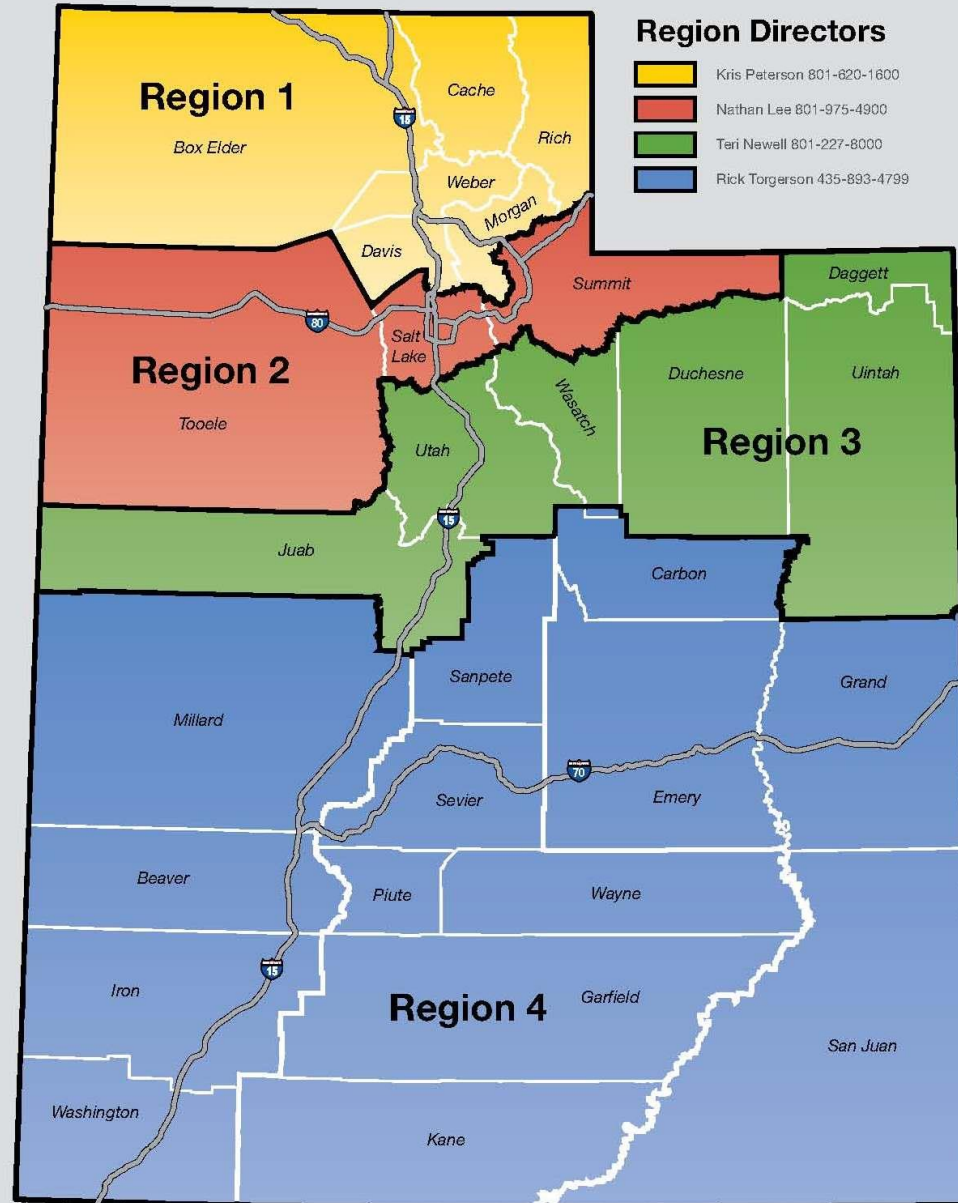 Region Directors
Kris Peterson 801-620-1600
Nathan Lee 801-975-4900
Teri Newell 801-227-8000
Rick Torgerson 435-893-4799
Region 1
Box Elder
Cache
Rich
15
Weber
Morgan
Davis
Summit
Daggett
80
Salt
Lake
Region 2
Tooele
Wasatch
Duchesne
Uintah
Region 3
Utah
15
Juab
Carbon
Sanpete
Grand
Millard
70
Sevier
Emery
Beaver
Piute
Wayne
15
Iron
Region 4
Garfield
San Juan
Washington
Kane